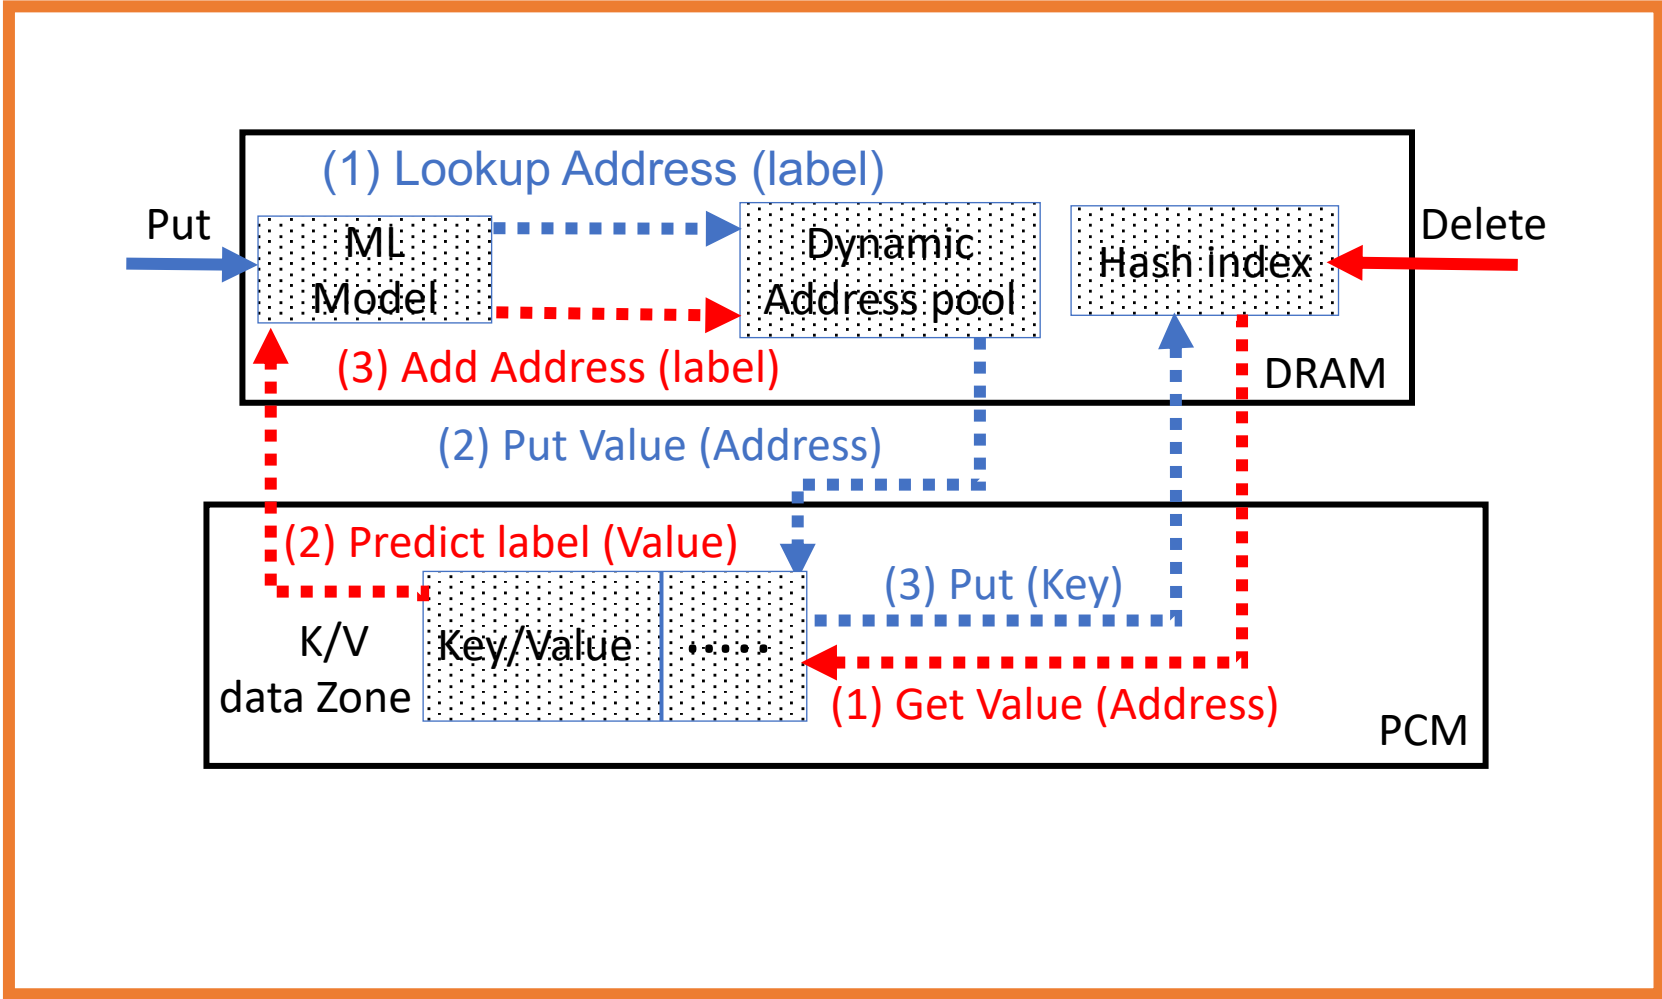 (1) Lookup Address (label)
Put
ML
Model
Dynamic
Address pool
Hash index
Delete
(3) Add Address (label)
DRAM
(2) Put Value (Address)
(2) Predict label (Value)
(3) Put (Key)
K/V
data Zone
Key/Value
.....
(1) Get Value (Address)
PCM